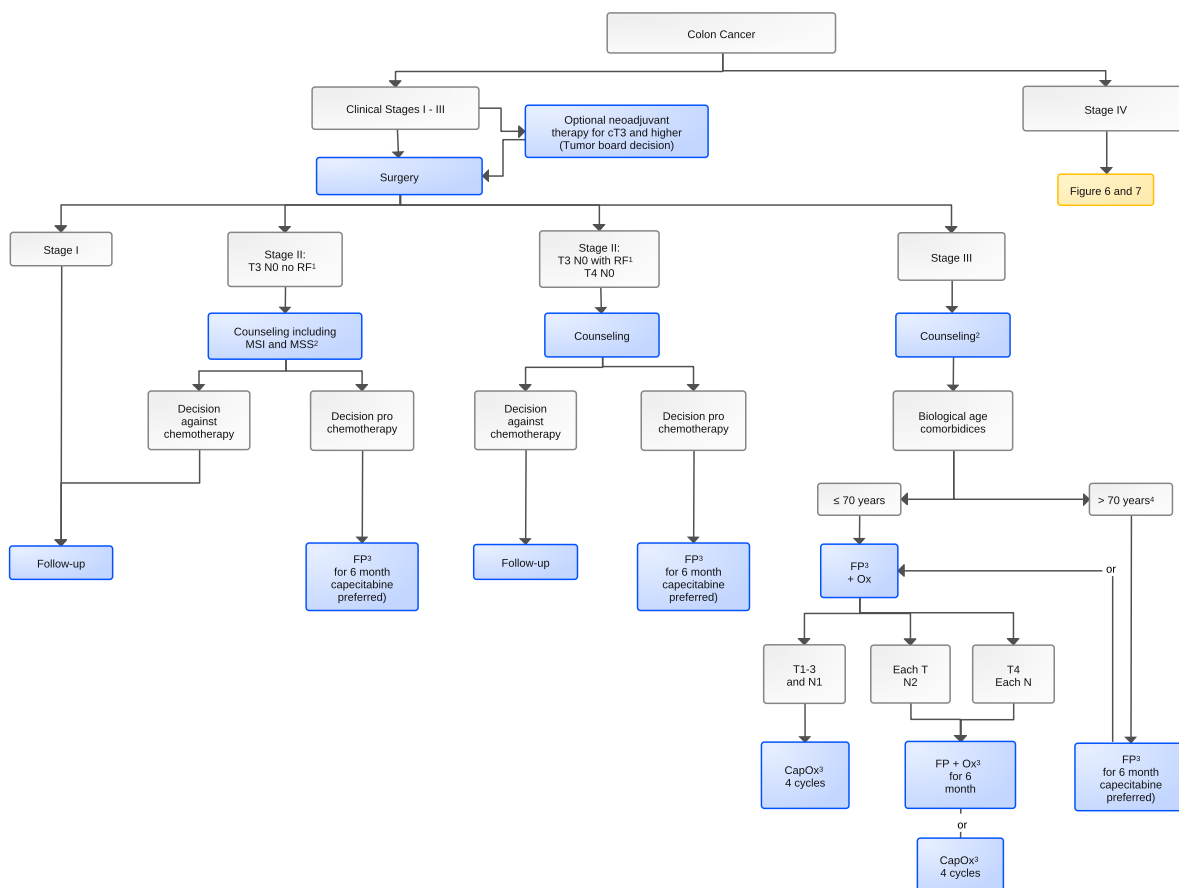 Colon Cancer
Clinical Stages I - III
Optional neoadjuvant
therapy for cT3 and higher
(Tumor board decision)
Stage IV
Surgery
Figure 6 and 7
Stage I
Stage II:
T3 N0 no RF¹
Stage II:
T3 N0 with RF¹
T4 N0
Stage III
Counseling including
MSI and MSS²
Counseling
Counseling²
Decision
against
chemotherapy
Decision pro
chemotherapy
Decision
against
chemotherapy
Decision pro
chemotherapy
Biological age
comorbidices
≤ 70 years
> 70 years⁴
Follow-up
FP³
for 6 month
capecitabine
preferred)
Follow-up
FP³
for 6 month
capecitabine
preferred)
FP³
+ Ox
or
T1-3
and N1
Each T
N2
T4
Each N
CapOx³
4 cycles
FP + Ox³
for 6
month
FP³
for 6 month
capecitabine
preferred)
or
CapOx³
4 cycles